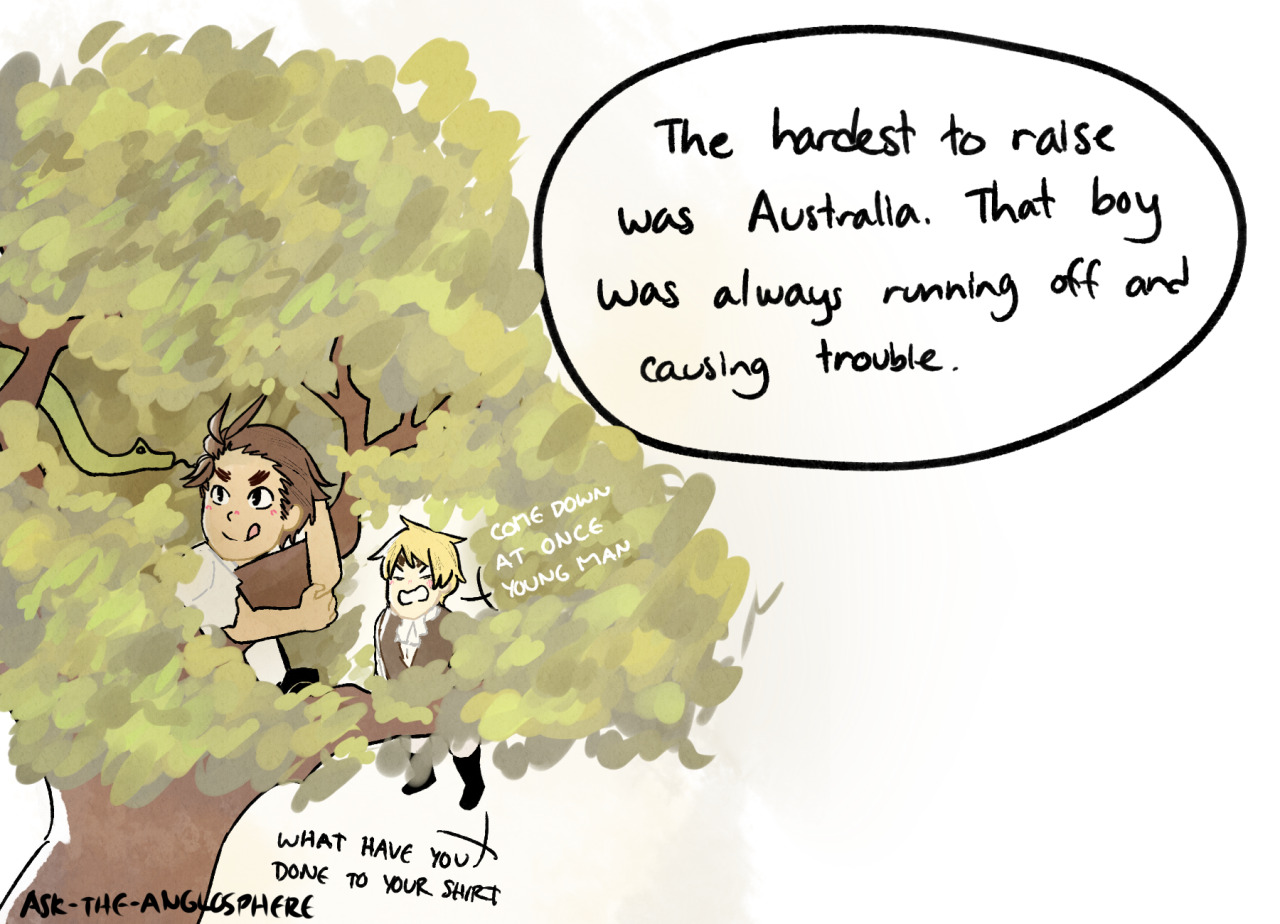 The hardest to raise
was Australia. That boy
was always running off and
causing trouble.
COME DOWN
AT ONCE
YOUNG MAN
WHAT HAVE YOU
DONE TO YOUR SHIRT
ASK-THE-ANGLOSPHERE